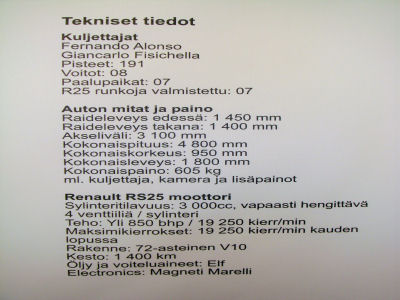 Tekniset tiedot
Kuljettajat
Fernando Alonso
Giancarlo Fisichella
Pisteet: 191
Voitot: 08
Paalupaikat: 07
R25 runkoja valmistettu: 07
Auton mitat ja paino
Raideleveys edessä: 1 450 mm
Raideleveys takana: 1 400 mm
Akseliväli: 3 100 mm
Kokonaispituus: 4 800 mm
Kokonaiskorkeus: 950 mm
Kokonaisleveys: 1 800 mm
Kokonaispaino: 605 kg
ml. kuljettaja, kamera ja lisäpainot
Renault RS25 moottori
Sylinteritilavuus: 3 000cc, vapaasti hengittävä
4 venttiiliä / sylinteri
Teho: Yli 850 bhp / 19 250 kierr/min
Maksimikierrokset: 19 250 kierr/min kauden
lopussa
Rakenne: 72-asteinen V10
Kesto: 1 400 km
Öljy ja voiteluaineet: Elf
Electronics: Magneti Marelli